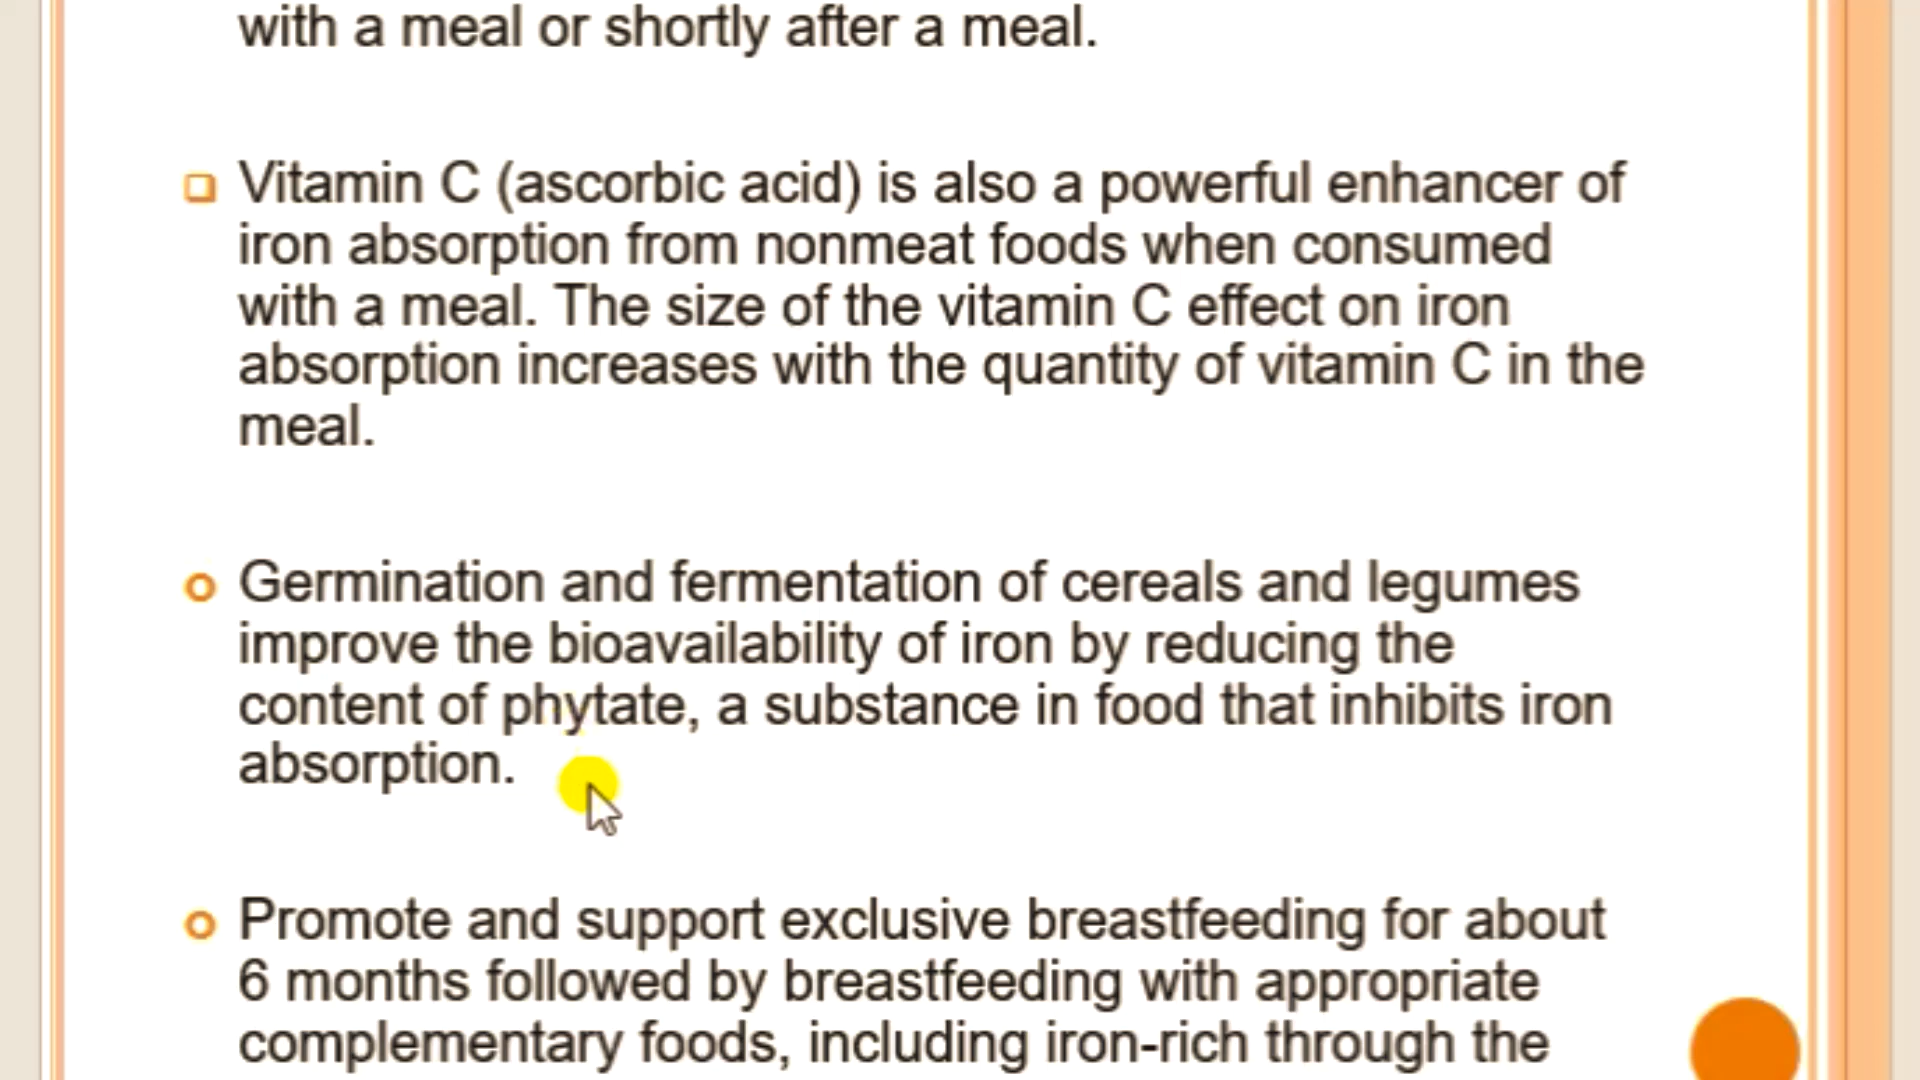 with a meal or shortly after a meal.
Vitamin C (ascorbic acid) is also a powerful enhancer of
iron absorption from nonmeat foods when consumed
with a meal. The size of the vitamin C effect on iron
absorption increases with the quantity of vitamin C in the
meal.
Germination and fermentation of cereals and legumes
improve the bioavailability of iron by reducing the
content of phytate, a substance in food that inhibits iron
absorption.
Promote and support exclusive breastfeeding for about
6 months followed by breastfeeding with appropriate
complementary foods, including iron-rich through the